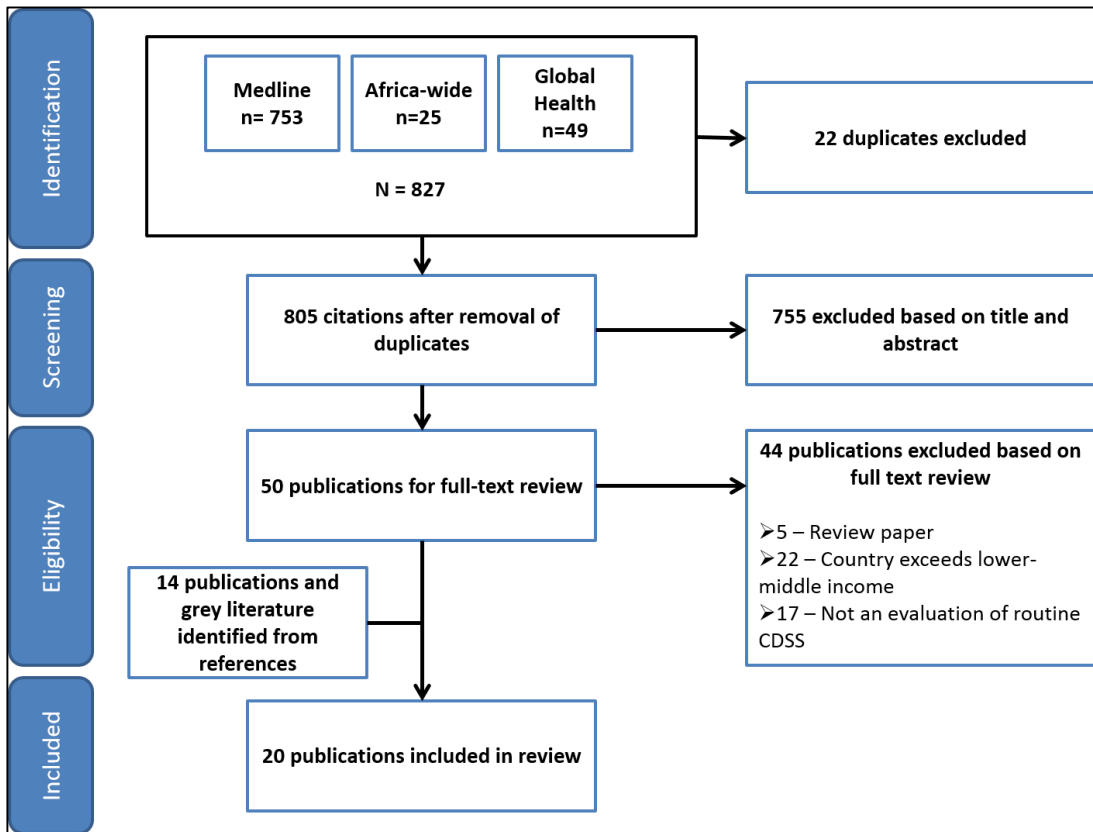 Identification
Medline
n= 753
Africa-wide
n=25
Global
Health
n=49
N = 827
22 duplicates excluded
Screening
805 citations after removal of
duplicates
755 excluded based on title and
abstract
Eligibility
50 publications for full-text review
44 publications excluded based on
full text review
➢5 – Review paper
➢22 – Country exceeds lower-
middle income
➢17 – Not an evaluation of routine
CDSS
14 publications and
grey literature
identified from
references
Included
20 publications included in review